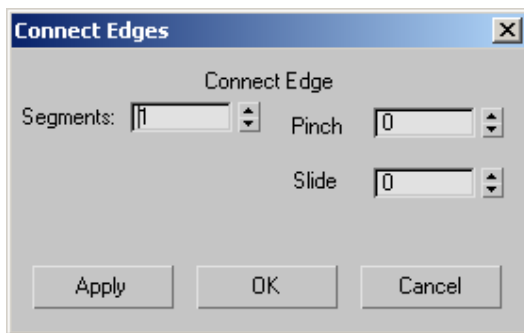 Connect Edges
Connect Edge
Segments: 1 Pinch 0
Slide 0
Apply OK Cancel